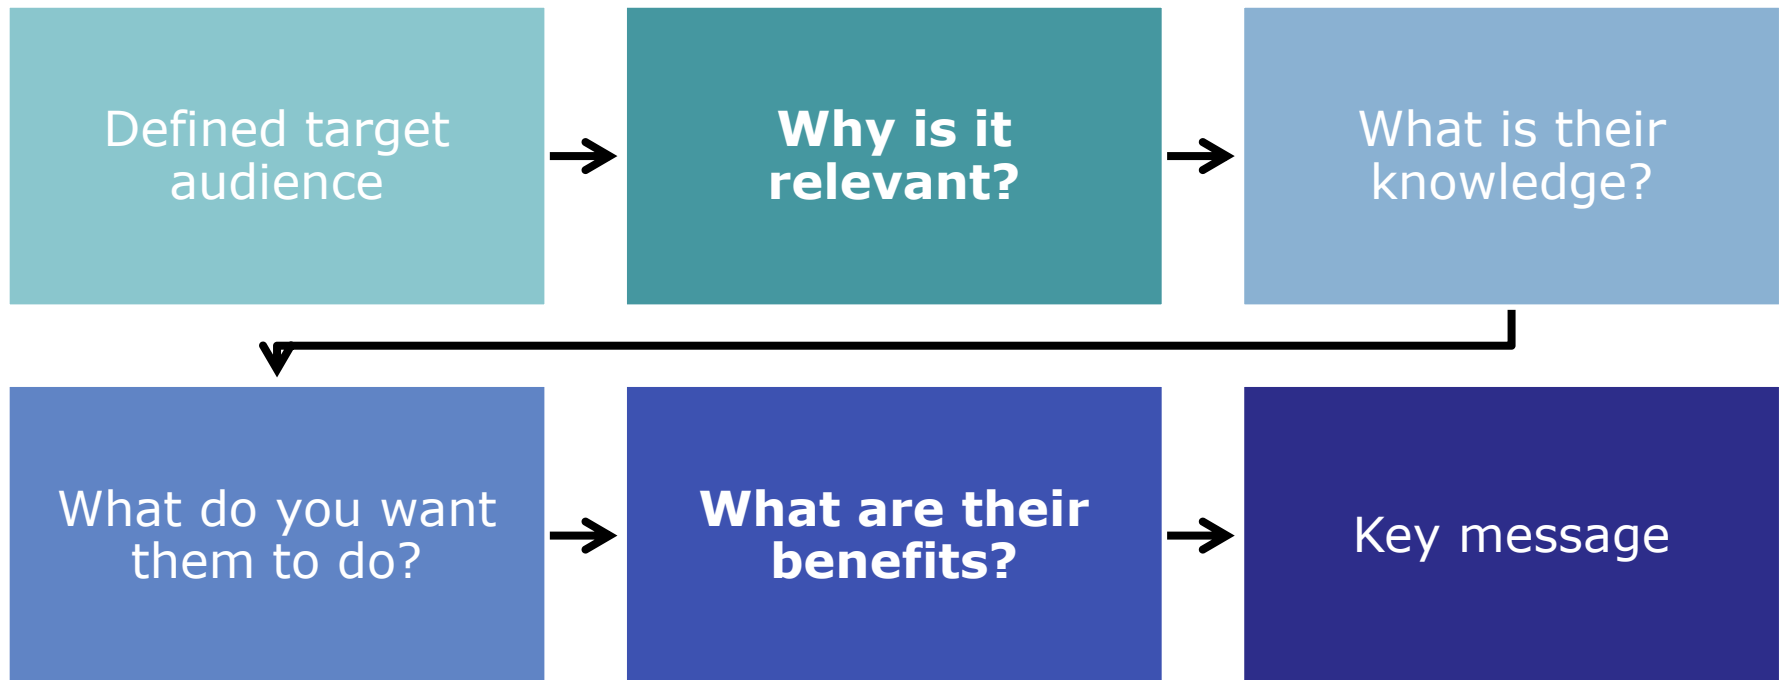 Defined target
audience
Why is it
relevant?
What is their
knowledge?
What do you want
them to do?
What are their
benefits?
Key message